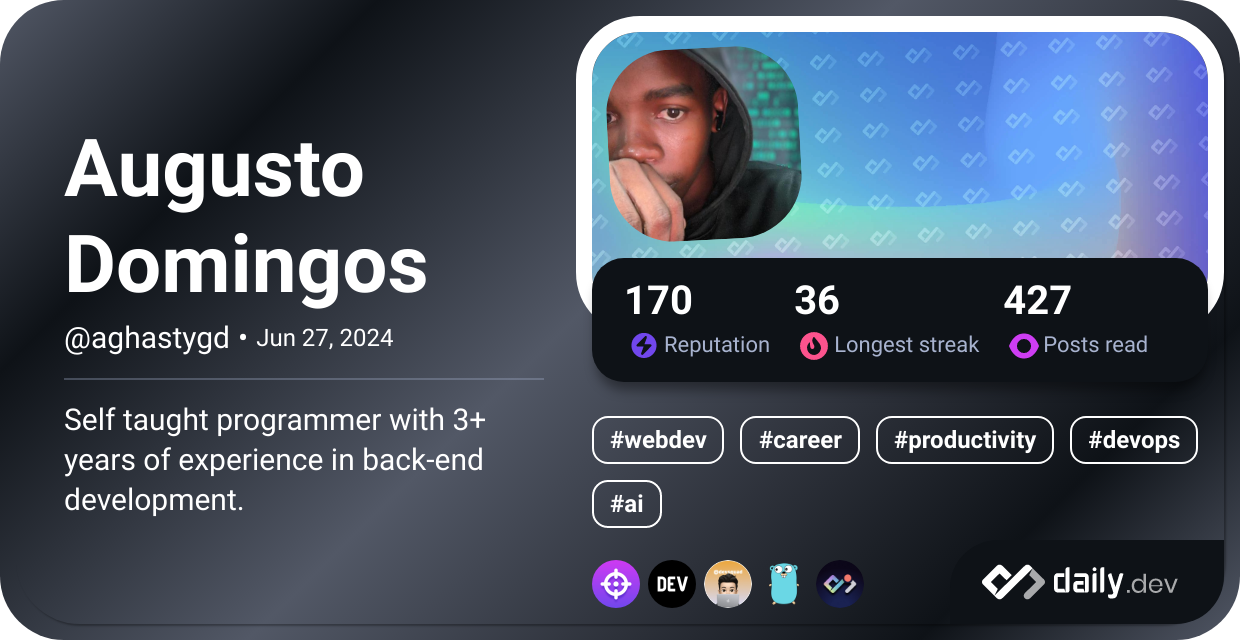 Augusto
Domingos
@aghastygd • Jun 27, 2024
Self taught programmer with 3+
years of experience in back-end
development.
170 36 427
Reputation Longest streak Posts read
#webdev #career #productivity #devops
#ai
DEV
daily.dev